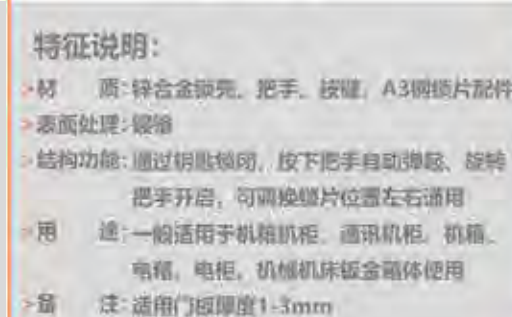 特征说明：
>材 质：锌合金锁壳、把手、按键，A3钢锁片配件
>表面处理：镀铬
>结构功能：通过钥匙锁闭，按下把手自动弹起、旋转
把手开启，可调换锁片位置左右通用
>用 途：一般适用于机箱机柜、通讯机柜、机箱、
电箱、电柜、机械机床钣金箱体使用
>备 注：适用门板厚度1-3mm